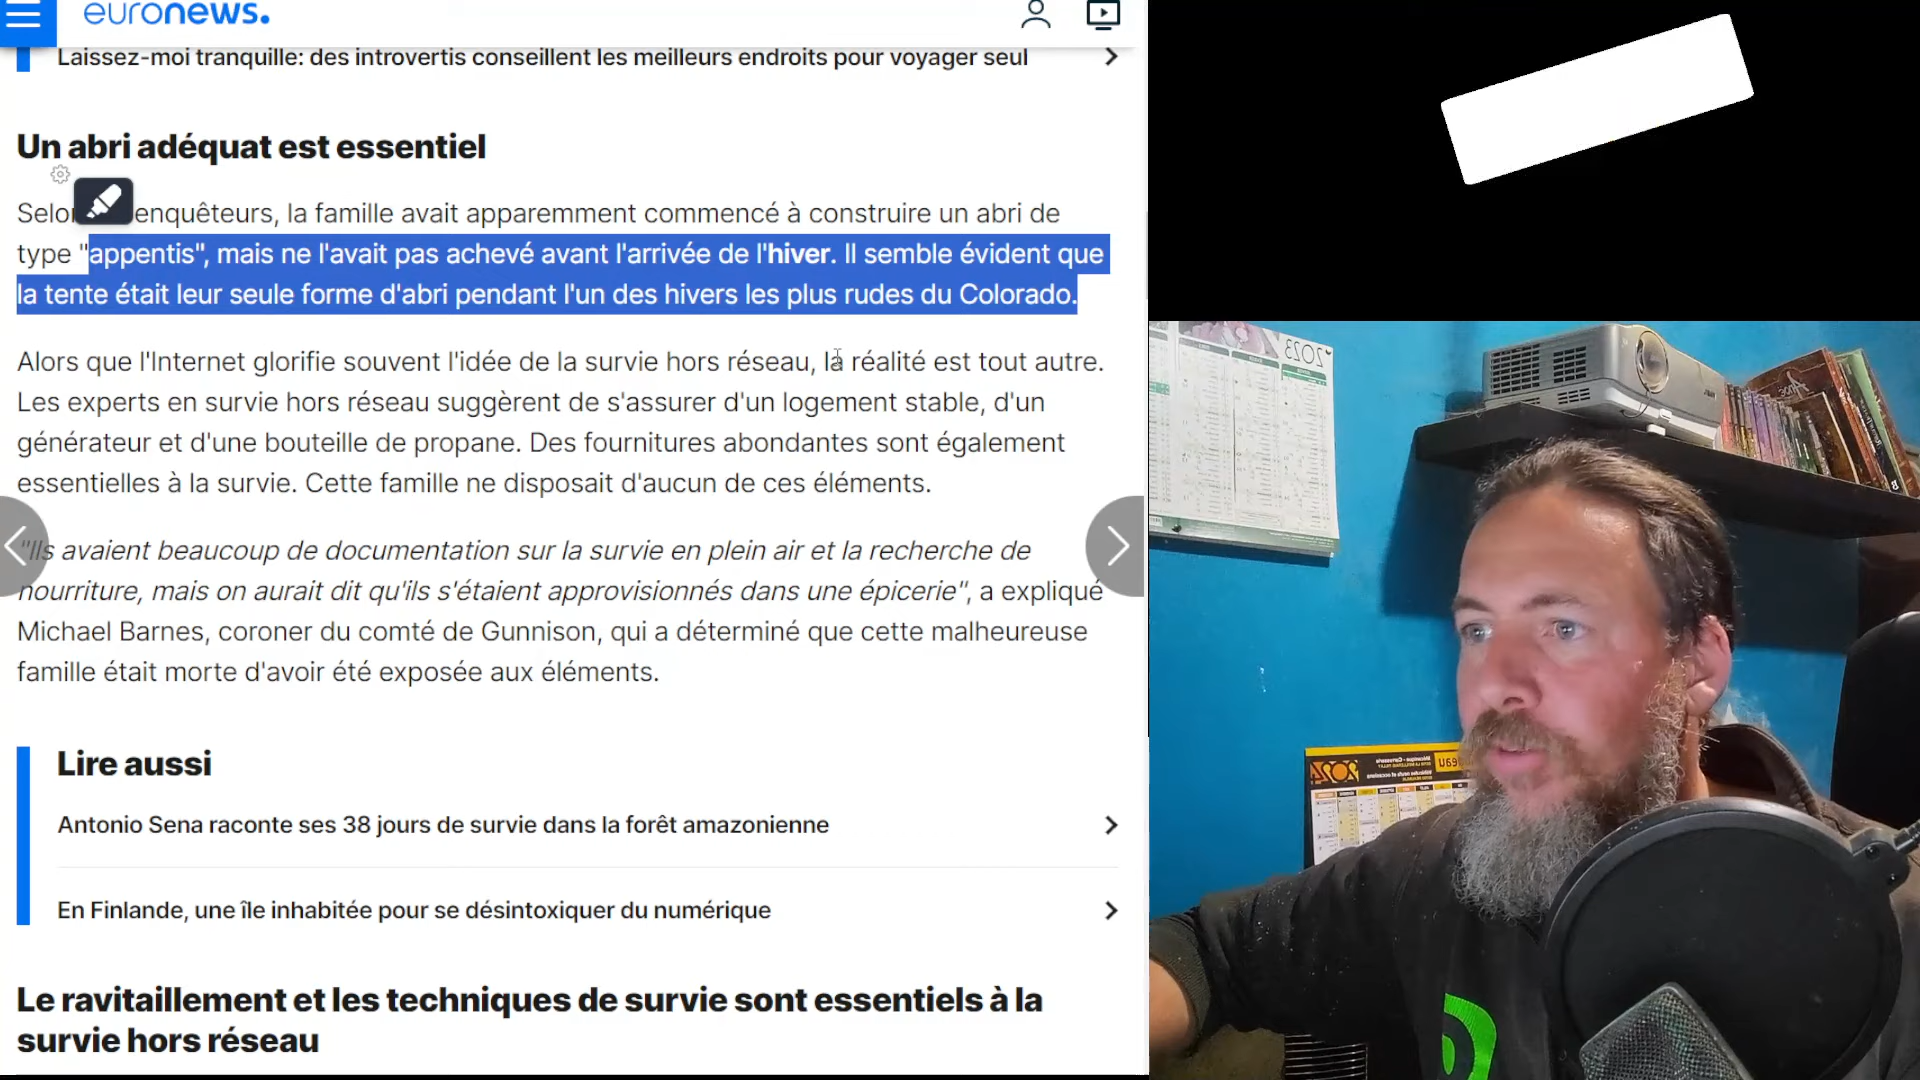 euronews.
Laissez-moi tranquille: des introvertis conseillent les meilleurs endroits pour voyager seul
Un abri adéquat est essentiel
enquêteurs, la famille avait apparemment commencé à construire un abri de
type "appentis", mais ne l'avait pas achevé avant l'arrivée de l'hiver. Il semble évident que
la tente était leur seule forme d'abri pendant l'un des hivers les plus rudes du Colorado.
Alors que l'Internet glorifie souvent l'idée de la survie hors réseau, la réalité est tout autre.
Les experts en survie hors réseau suggèrent de s'assurer d'un logement stable, d'un
générateur et d'une bouteille de propane. Des fournitures abondantes sont également
essentielles à la survie. Cette famille ne disposait d'aucun de ces éléments.
"Ils avaient beaucoup de documentation sur la survie en plein air et la recherche de
nourriture, mais on aurait dit qu'ils s'étaient approvisionnés dans une épicerie", a expliqué
Michael Barnes, coroner du comté de Gunnison, qui a déterminé que cette malheureuse
famille était morte d'avoir été exposée aux éléments.
Lire aussi
Antonio Sena raconte ses 38 jours de survie dans la forêt amazonienne
En Finlande, une île inhabitée pour se désintoxiquer du numérique
Le ravitaillement et les techniques de survie sont essentiels à la
survie hors réseau
2023